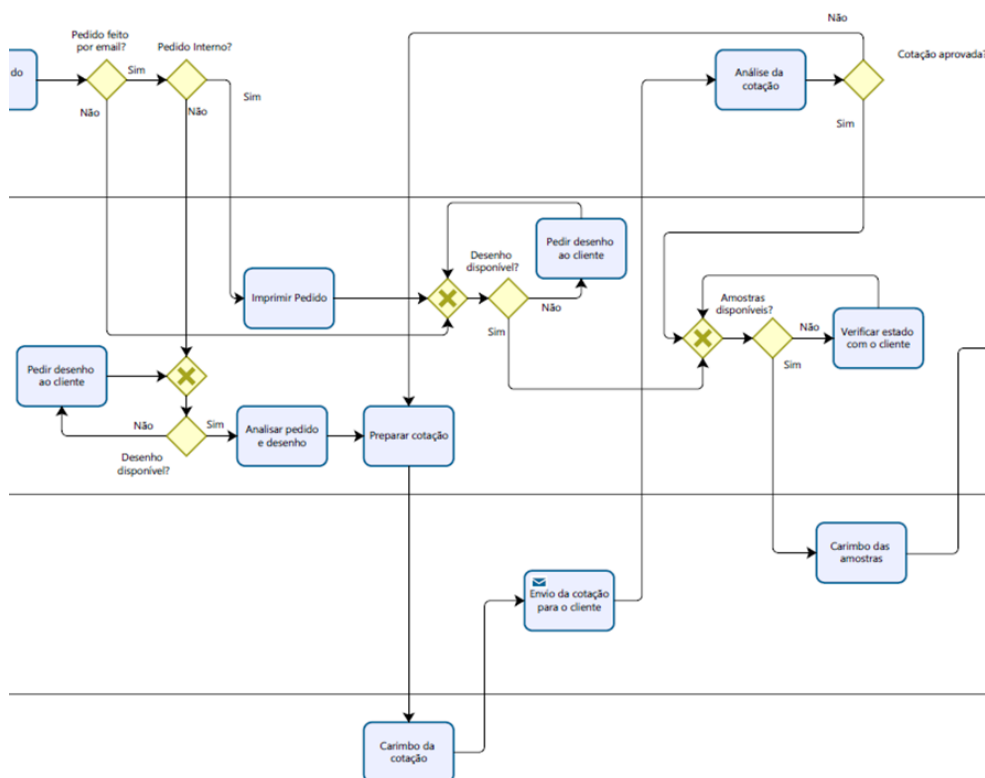 Não
Pedido feito
por email?
Pedido Interno?
Cotação aprovada?
do
Sim
Sim
Não
Não
Análise da
cotação
Sim
Pedir desenho
ao cliente
Desenho
disponível?
Imprimir Pedido
Não
Sim
Amostras
disponíveis?
Não
Verificar estado
com o cliente
Sim
Pedir desenho
ao cliente
Não
Sim
Desenho
disponível?
Analisar pedido
e desenho
Preparar cotação
Carimbo das
amostras
Envio da cotação
para o cliente
Carimbo da
cotação